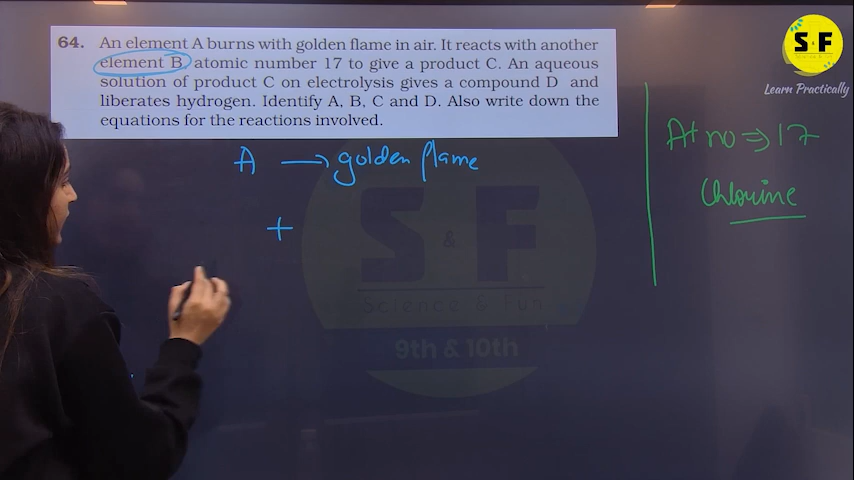 64. An element A burns with golden flame in air. It reacts with another
element B, atomic number 17 to give a product C. An aqueous
solution of product C on electrolysis gives a compound D and
liberates hydrogen. Identify A, B, C and D. Also write down the
equations for the reactions involved.
A → golden flame
+
At no ⇒ 17
Chlorine
S&F
Science & Fun
Learn Practically
S & F
Science & Fun
9th & 10th